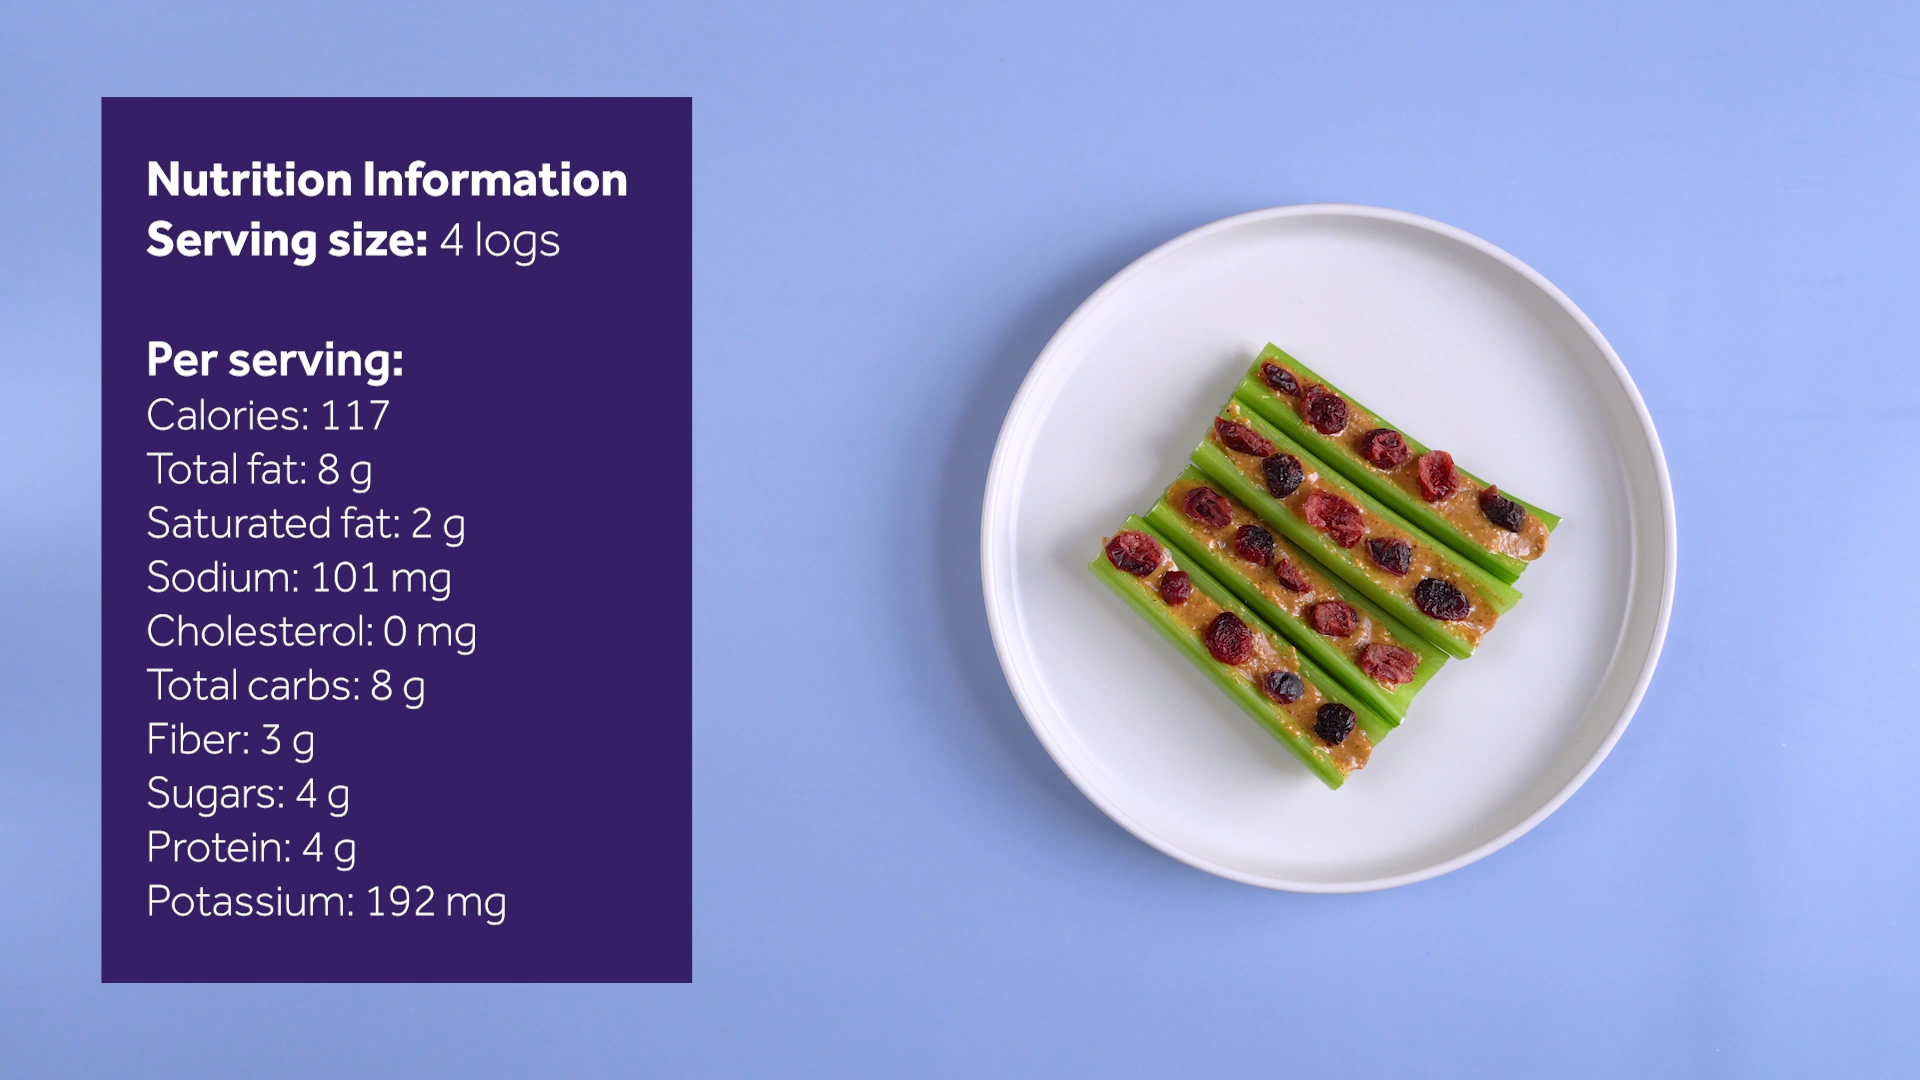 Nutrition Information
Serving size: 4 logs
Per serving:
Calories: 117
Total fat: 8 g
Saturated fat: 2 g
Sodium: 101 mg
Cholesterol: 0 mg
Total carbs: 8 g
Fiber: 3 g
Sugars: 4 g
Protein: 4 g
Potassium: 192 mg